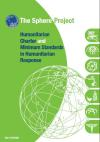 The Sphere Project
Humanitarian
Charter and
Minimum Standards
in Humanitarian
Response